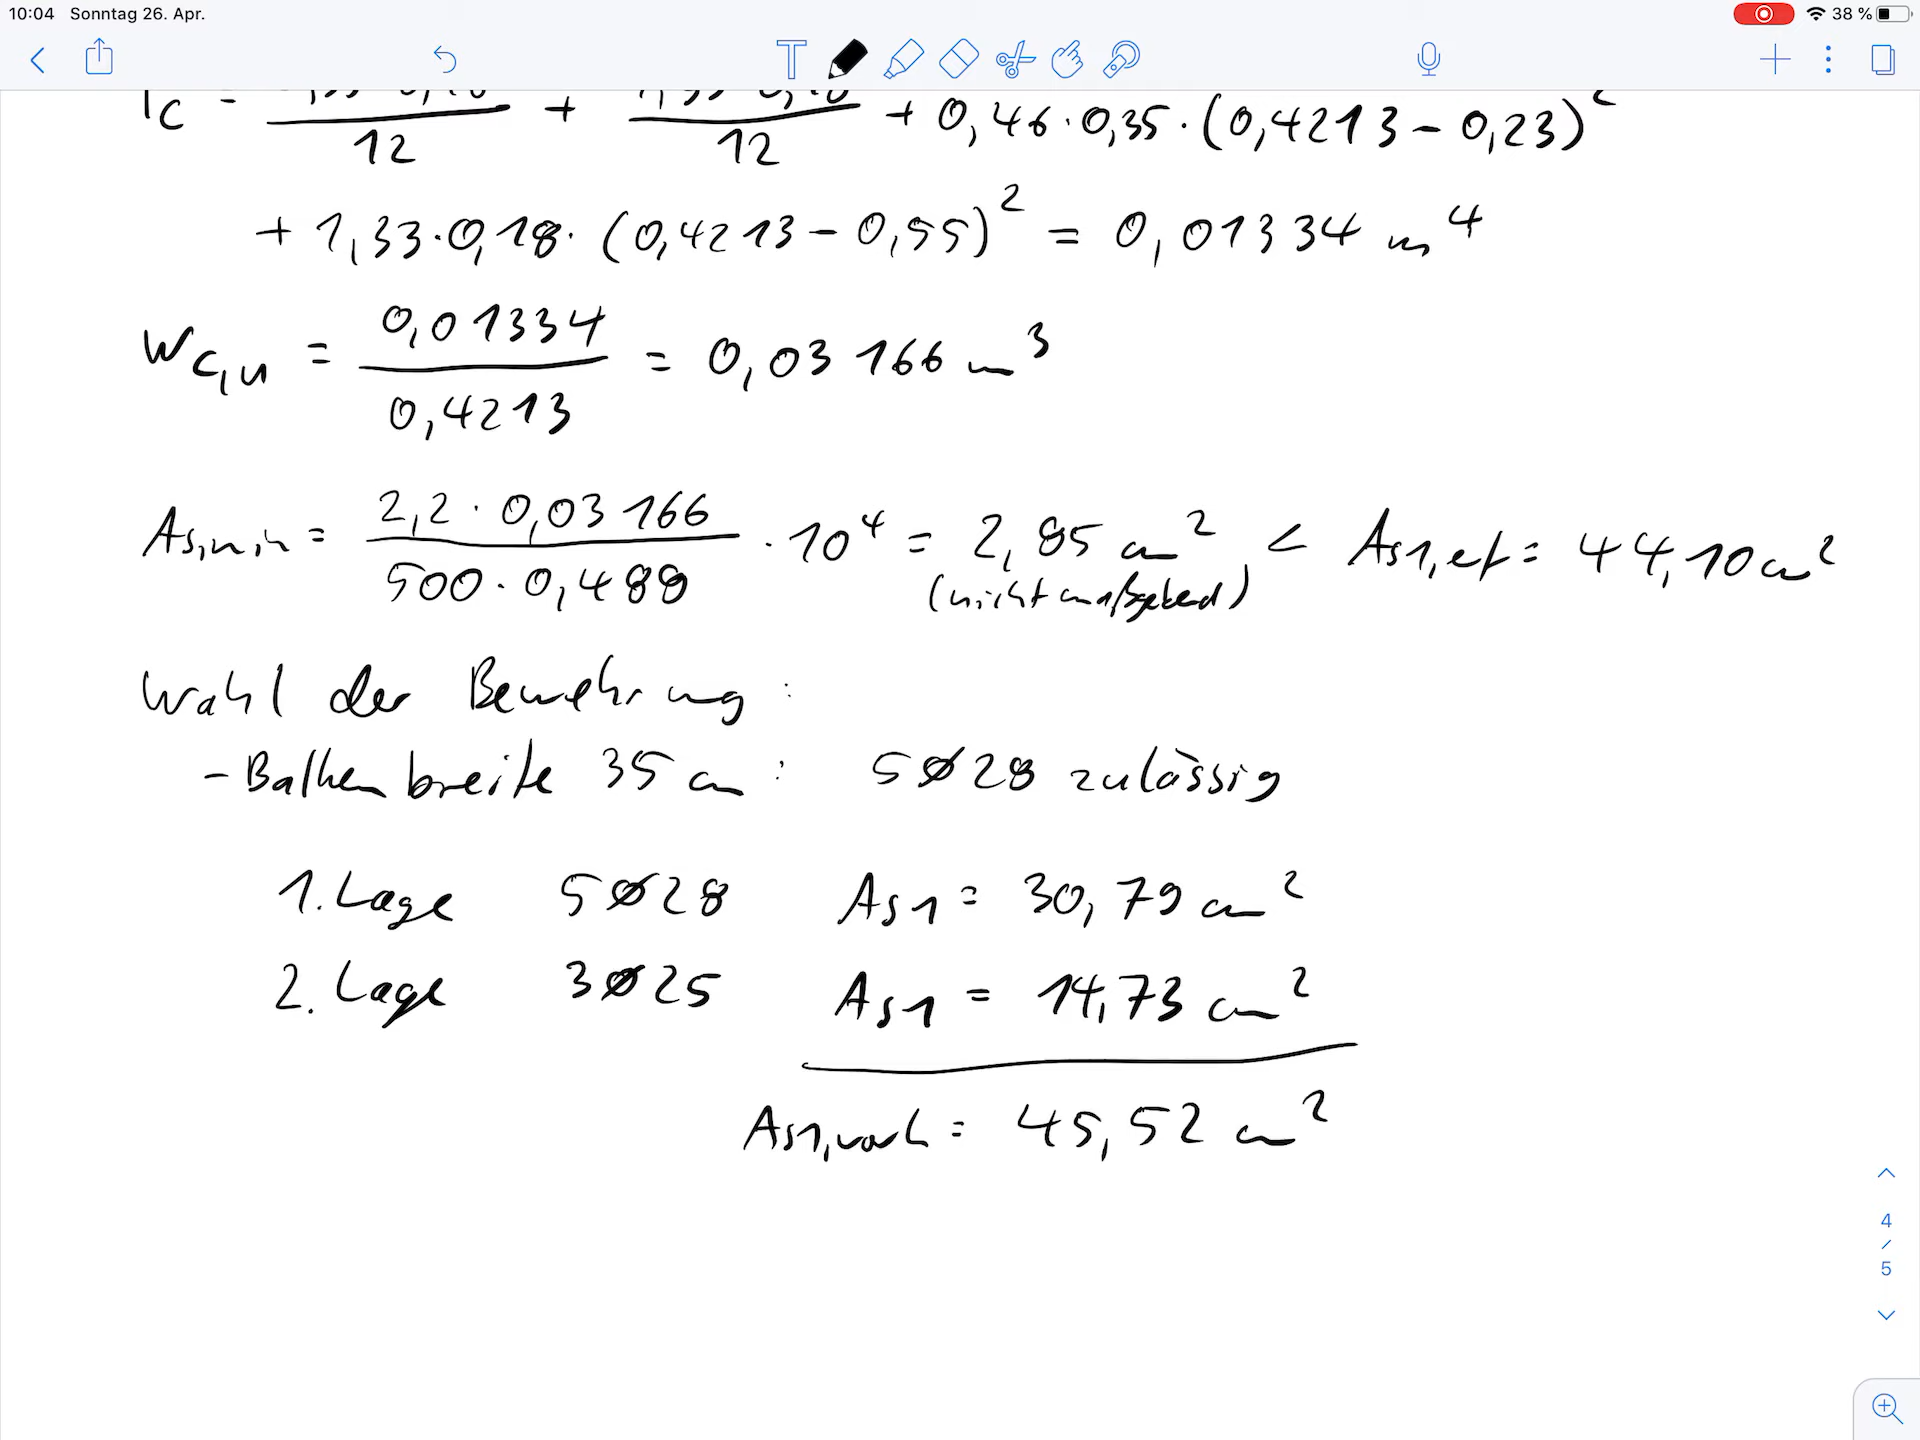 10:04 Sonntag 26. Apr. 38 %
T
I_C = /12 + /12 + 0,46·0,35·(0,4213-0,23)²
+ 1,33·0,18·(0,4213-0,55)² = 0,01334 m⁴
W_c,u = 0,01334/0,4213 = 0,03166 m³
As,min = 2,2·0,03166/500·0,488 · 10⁴ = 2,85 cm² < As1,erf = 44,10 cm²
(nicht maßgebend)
Wahl der Bewehrung:
- Balkenbreite 35 cm: 5Ø28 zulässig
1. Lage 5Ø28 As1 = 30,79 cm²
2. Lage 3Ø25 As1 = 14,73 cm²
As1,vorh = 45,52 cm²
4
/
5